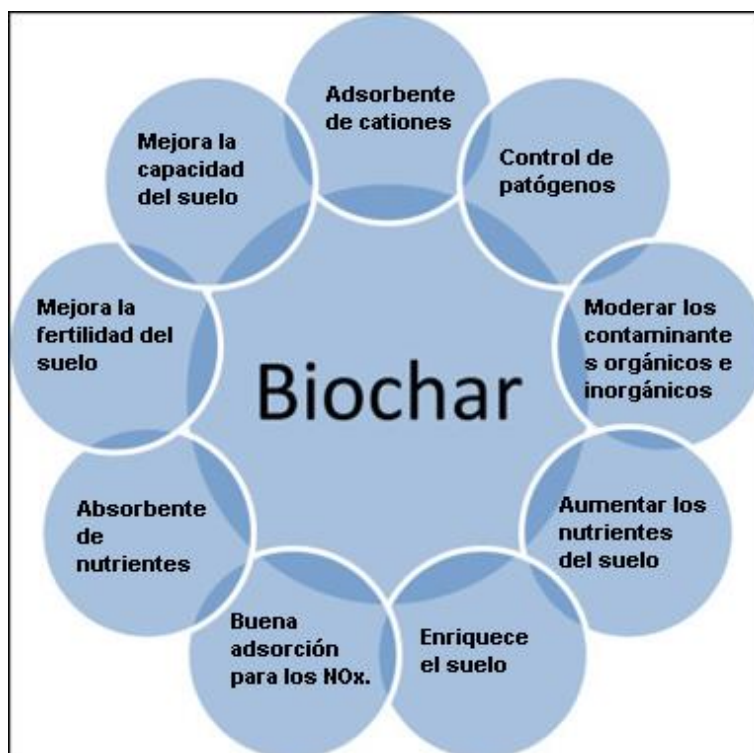 Adsorbente
de cationes
Control de
patógenos
Moderar los
contaminante
s orgánicos e
inorgánicos
Aumentar los
nutrientes
del suelo
Enriquece
el suelo
Buena
adsorción
para los NOx.
Absorbente
de
nutrientes
Mejora la
fertilidad del
suelo
Mejora la
capacidad
del suelo
Biochar